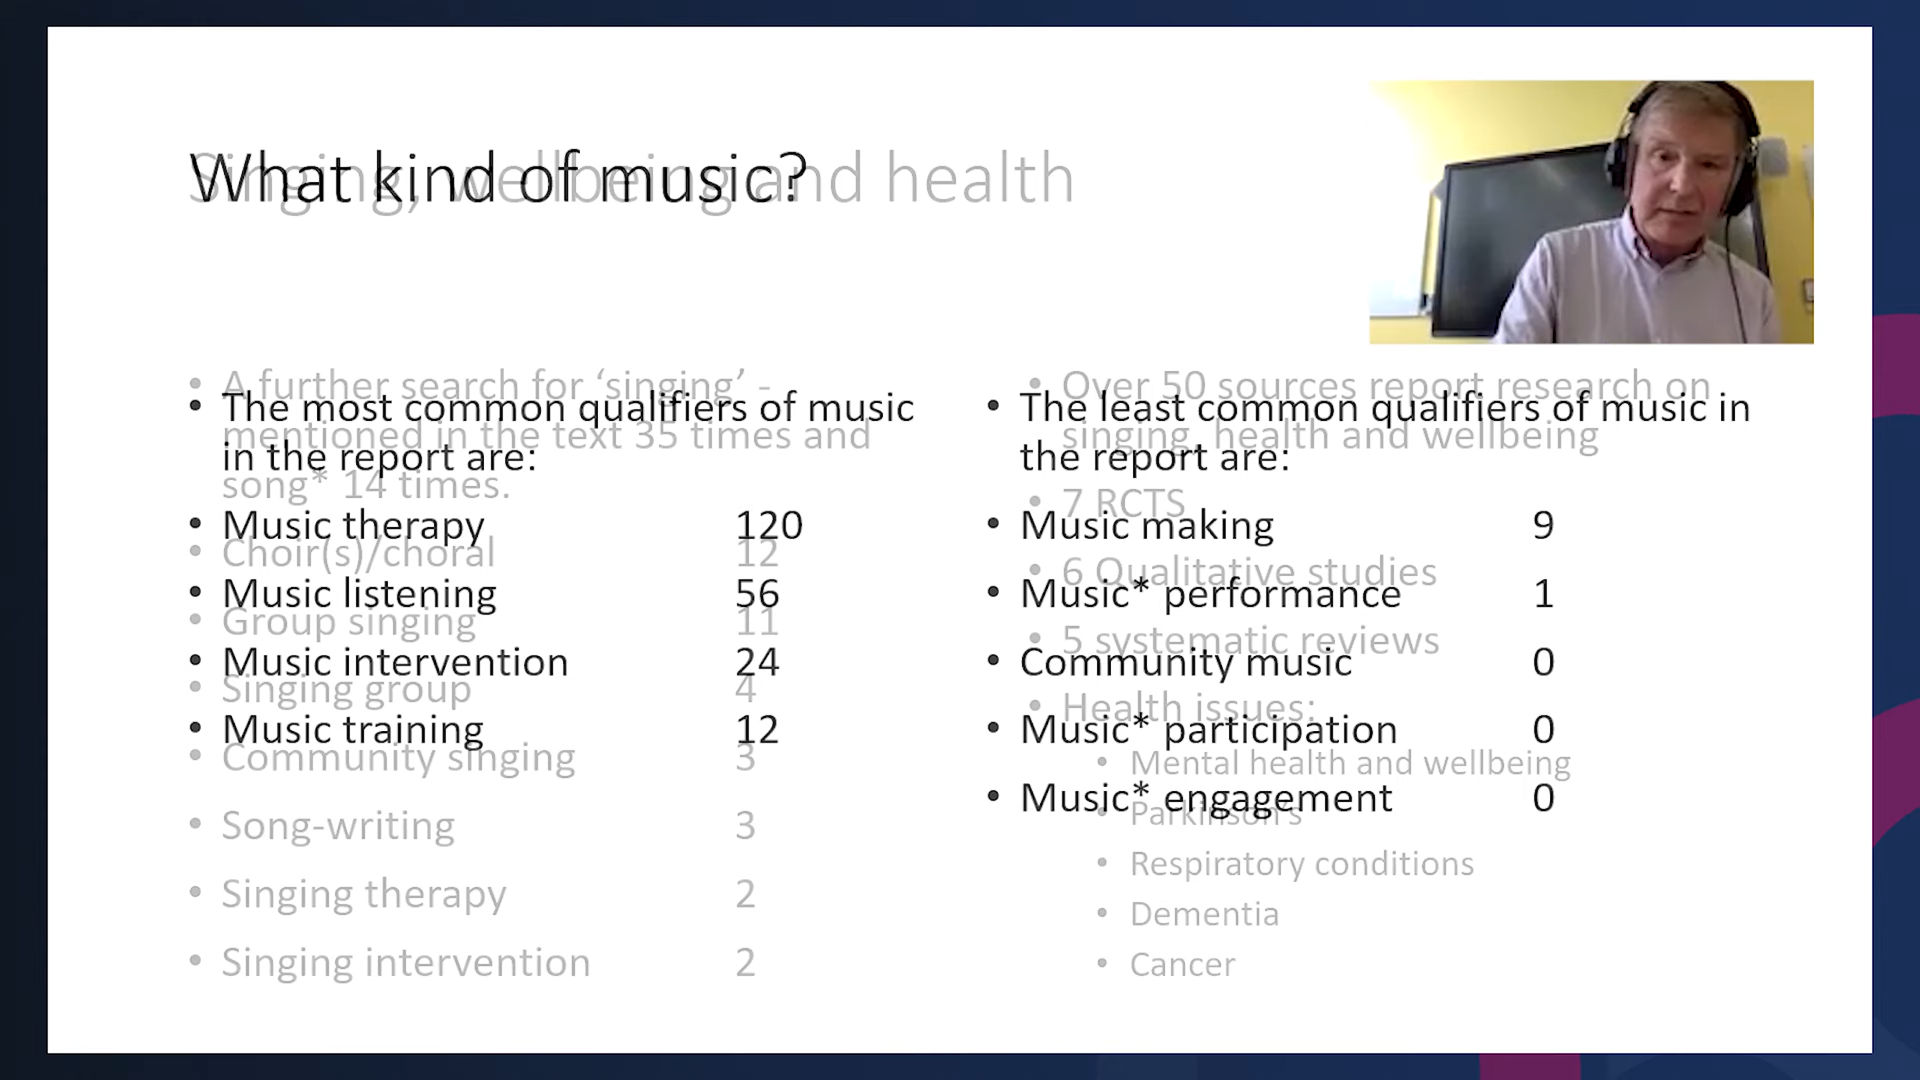 What kind of music?
Singing, wellbeing and health
• The most common qualifiers of music
in the report are:
• Music therapy 120
• Music listening 56
• Music intervention 24
• Music training 12
• The least common qualifiers of music in
the report are:
• Music making 9
• Music* performance 1
• Community music 0
• Music* participation 0
• Music* engagement 0
• A further search for ‘singing’ -
mentioned in the text 35 times and
song* 14 times.
• Choir(s)/choral 12
• Group singing 11
• Singing group 4
• Community singing 3
• Song-writing 3
• Singing therapy 2
• Singing intervention 2
• Over 50 sources report research on
singing, health and wellbeing
• 7 RCTS
• 6 Qualitative studies
• 5 systematic reviews
• Health issues:
• Mental health and wellbeing
• Parkinson's
• Respiratory conditions
• Dementia
• Cancer